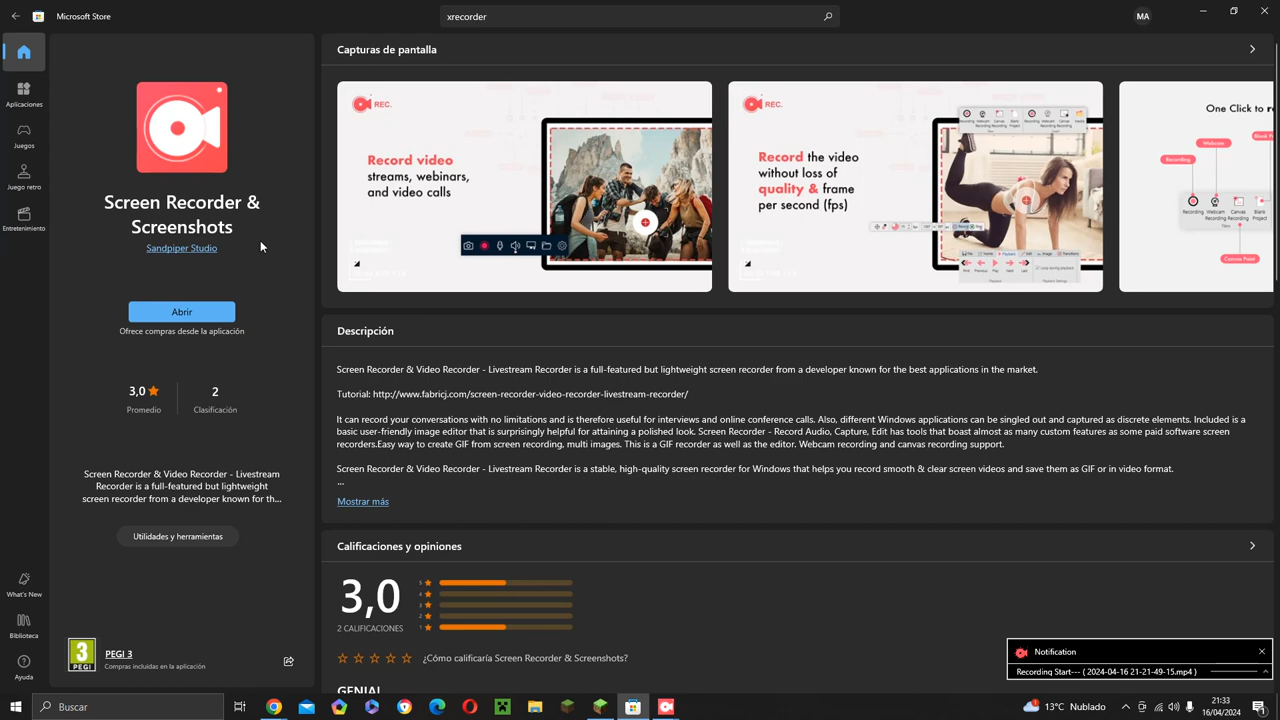 Microsoft Store
xrecorder
MA
Aplicaciones
Juegos
Juego retro
Entretenimiento
What's New
Biblioteca
Ayuda
Screen Recorder &
Screenshots
Sandpiper Studio
Abrir
Ofrece compras desde la aplicación
3,0
Promedio
2
Clasificación
Screen Recorder & Video Recorder - Livestream
Recorder is a full-featured but lightweight
screen recorder from a developer known for th...
Utilidades y herramientas
3
PEGI
PEGI 3
Compras incluidas en la aplicación
Capturas de pantalla
REC.
Record video
streams, webinars,
and video calls
REC.
Record the video
without loss of
quality & frame
per second (fps)
One Click to r
Webcam
Recording
Canvas Point
Descripción
Screen Recorder & Video Recorder - Livestream Recorder is a full-featured but lightweight screen recorder from a developer known for the best applications in the market.
Tutorial: http://www.fabricj.com/screen-recorder-video-recorder-livestream-recorder/
It can record your conversations with no limitations and is therefore useful for interviews and online conference calls. Also, different Windows applications can be singled out and captured as discrete elements. Included is a
basic user-friendly image editor that is surprisingly helpful for attaining a polished look. Screen Recorder - Record Audio, Capture, Edit has tools that boast almost as many custom features as some paid software screen
recorders.Easy way to create GIF from screen recording, multi images. This is a GIF recorder as well as the editor. Webcam recording and canvas recording support.
Screen Recorder & Video Recorder - Livestream Recorder is a stable, high-quality screen recorder for Windows that helps you record smooth & clear screen videos and save them as GIF or in video format.
...
Mostrar más
Calificaciones y opiniones
3,0
2 CALIFICACIONES
5
4
3
2
1
¿Cómo calificaría Screen Recorder & Screenshots?
GENIAL
Notification
Recording Start--- ( 2024-04-16 21-21-49-15.mp4 )
Buscar
13°C Nublado
21:33
16/04/2024